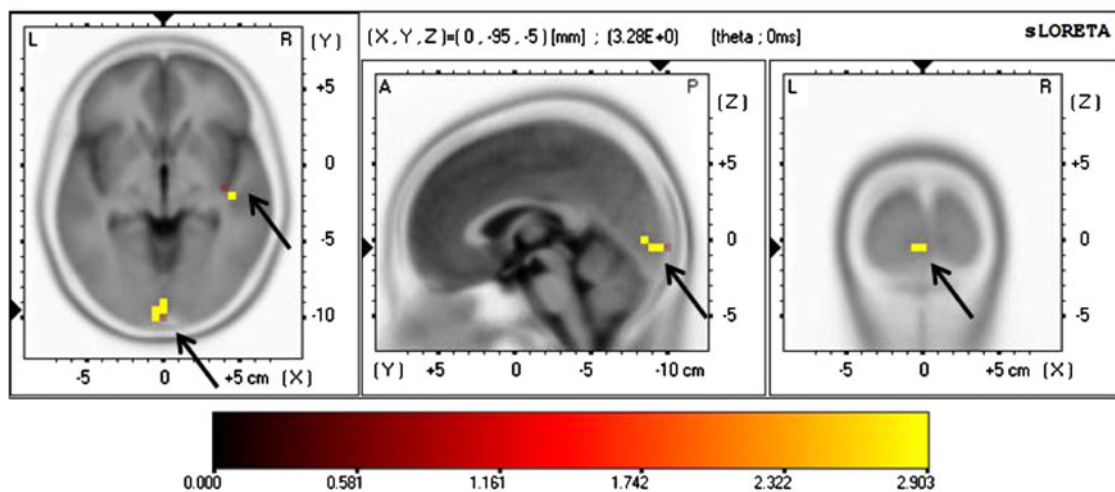 (X,Y,Z)=( 0 , -95 , -5 ) [mm] ; (3.28E+0) [theta ; 0ms] sLORETA
L R (Y)
+5
0
-5
-10
-5 0 +5 cm (X)
A P (Z)
+5
0
-5
(Y) +5 0 -5 -10 cm
L R (Z)
+5
0
-5
-5 0 +5 cm (X)
0.000 0.581 1.161 1.742 2.322 2.903